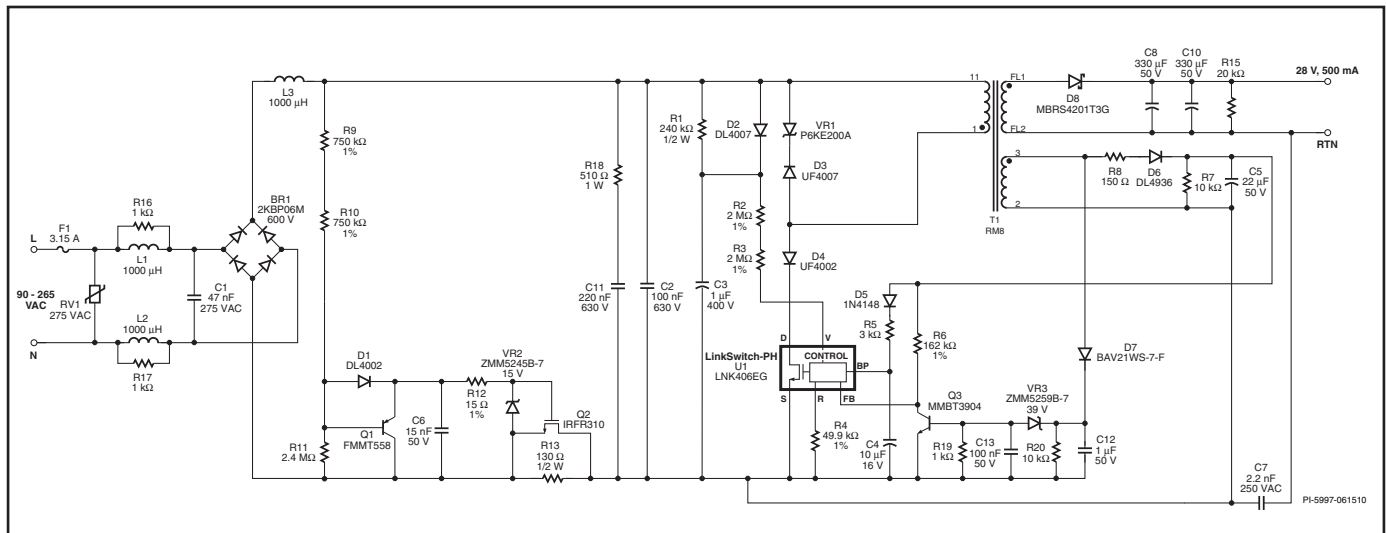 L3
1000 μH
R9
750 kΩ
1%
R10
750 kΩ
1%
R16
1 kΩ
F1
3.15 A
L
L1
1000 μH
BR1
2KBP06M
600 V
90 - 265
VAC
RV1
275 VAC
C1
47 nF
275 VAC
L2
1000 μH
N
R17
1 kΩ
D1
DL4002
Q1
FMMT558
R11
2.4 MΩ
C6
15 nF
50 V
R12
15 Ω
1%
VR2
ZMM5245B-7
15 V
Q2
IRFR310
R13
130 Ω
1/2 W
R18
510 Ω
1 W
C11
220 nF
630 V
C2
100 nF
630 V
R1
240 kΩ
1/2 W
C3
1 μF
400 V
D2
DL4007
VR1
P6KE200A
D3
UF4007
R2
2 MΩ
1%
R3
2 MΩ
1%
D4
UF4002
D
V
LinkSwitch-PH
U1
LNK406EG
CONTROL
BP
S
R
FB
R4
49.9 kΩ
1%
D5
1N4148
R5
3 kΩ
C4
10 μF
16 V
R6
162 kΩ
1%
Q3
MMBT3904
R19
1 kΩ
C13
100 nF
50 V
VR3
ZMM5259B-7
39 V
R20
10 kΩ
C12
1 μF
50 V
D7
BAV21WS-7-F
11
1
FL1
FL2
3
2
T1
RM8
D8
MBRS4201T3G
C8
330 μF
50 V
C10
330 μF
50 V
R15
20 kΩ
28 V, 500 mA
RTN
R8
150 Ω
D6
DL4936
R7
10 kΩ
C5
22 μF
50 V
C7
2.2 nF
250 VAC
PI-5997-061510